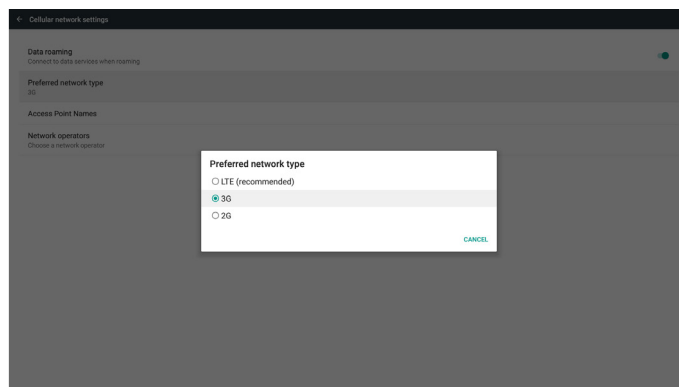 Cellular network settings
Data roaming
Connect to data services when roaming
Preferred network type
3G
Access Point Names
Network operators
Choose a network operator
Preferred network type
LTE (recommended)
3G
2G
CANCEL